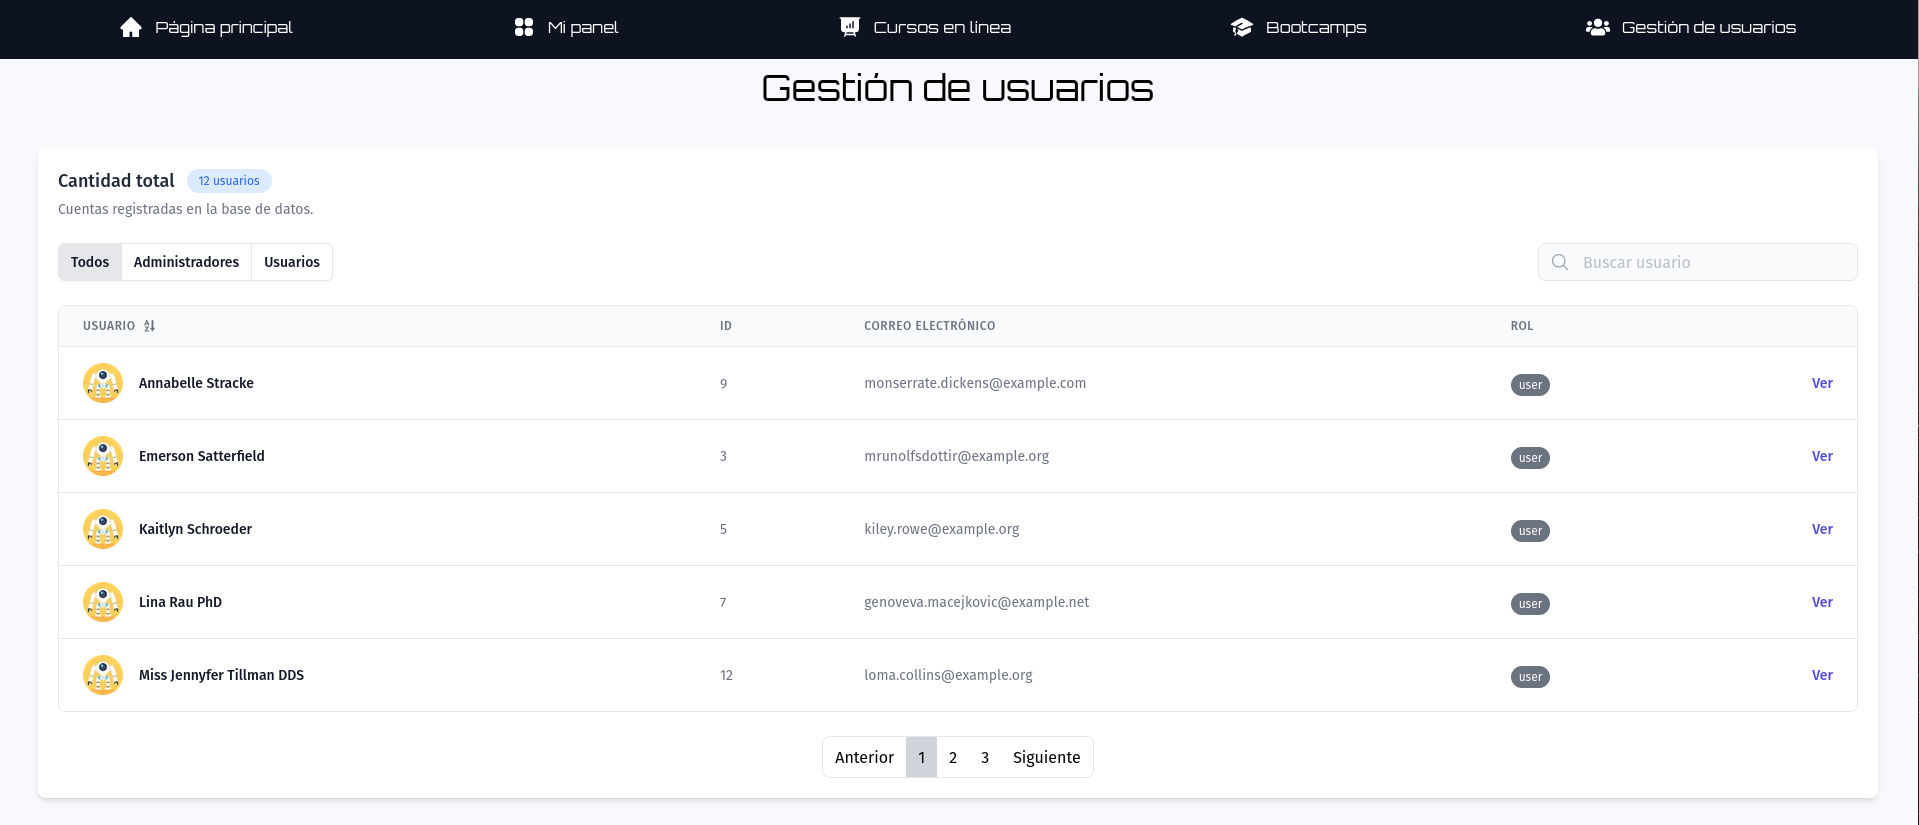 Página principal Mi panel Cursos en línea Bootcamps Gestión de usuarios
Gestión de usuarios
Cantidad total 12 usuarios
Cuentas registradas en la base de datos.
Todos Administradores Usuarios Buscar usuario
USUARIO ID CORREO ELECTRÓNICO ROL
Annabelle Stracke 9 monserrate.dickens@example.com user Ver
Emerson Satterfield 3 mrunolfsdottir@example.org user Ver
Kaitlyn Schroeder 5 kiley.rowe@example.org user Ver
Lina Rau PhD 7 genoveva.macejkovic@example.net user Ver
Miss Jennyfer Tillman DDS 12 loma.collins@example.org user Ver
Anterior 1 2 3 Siguiente